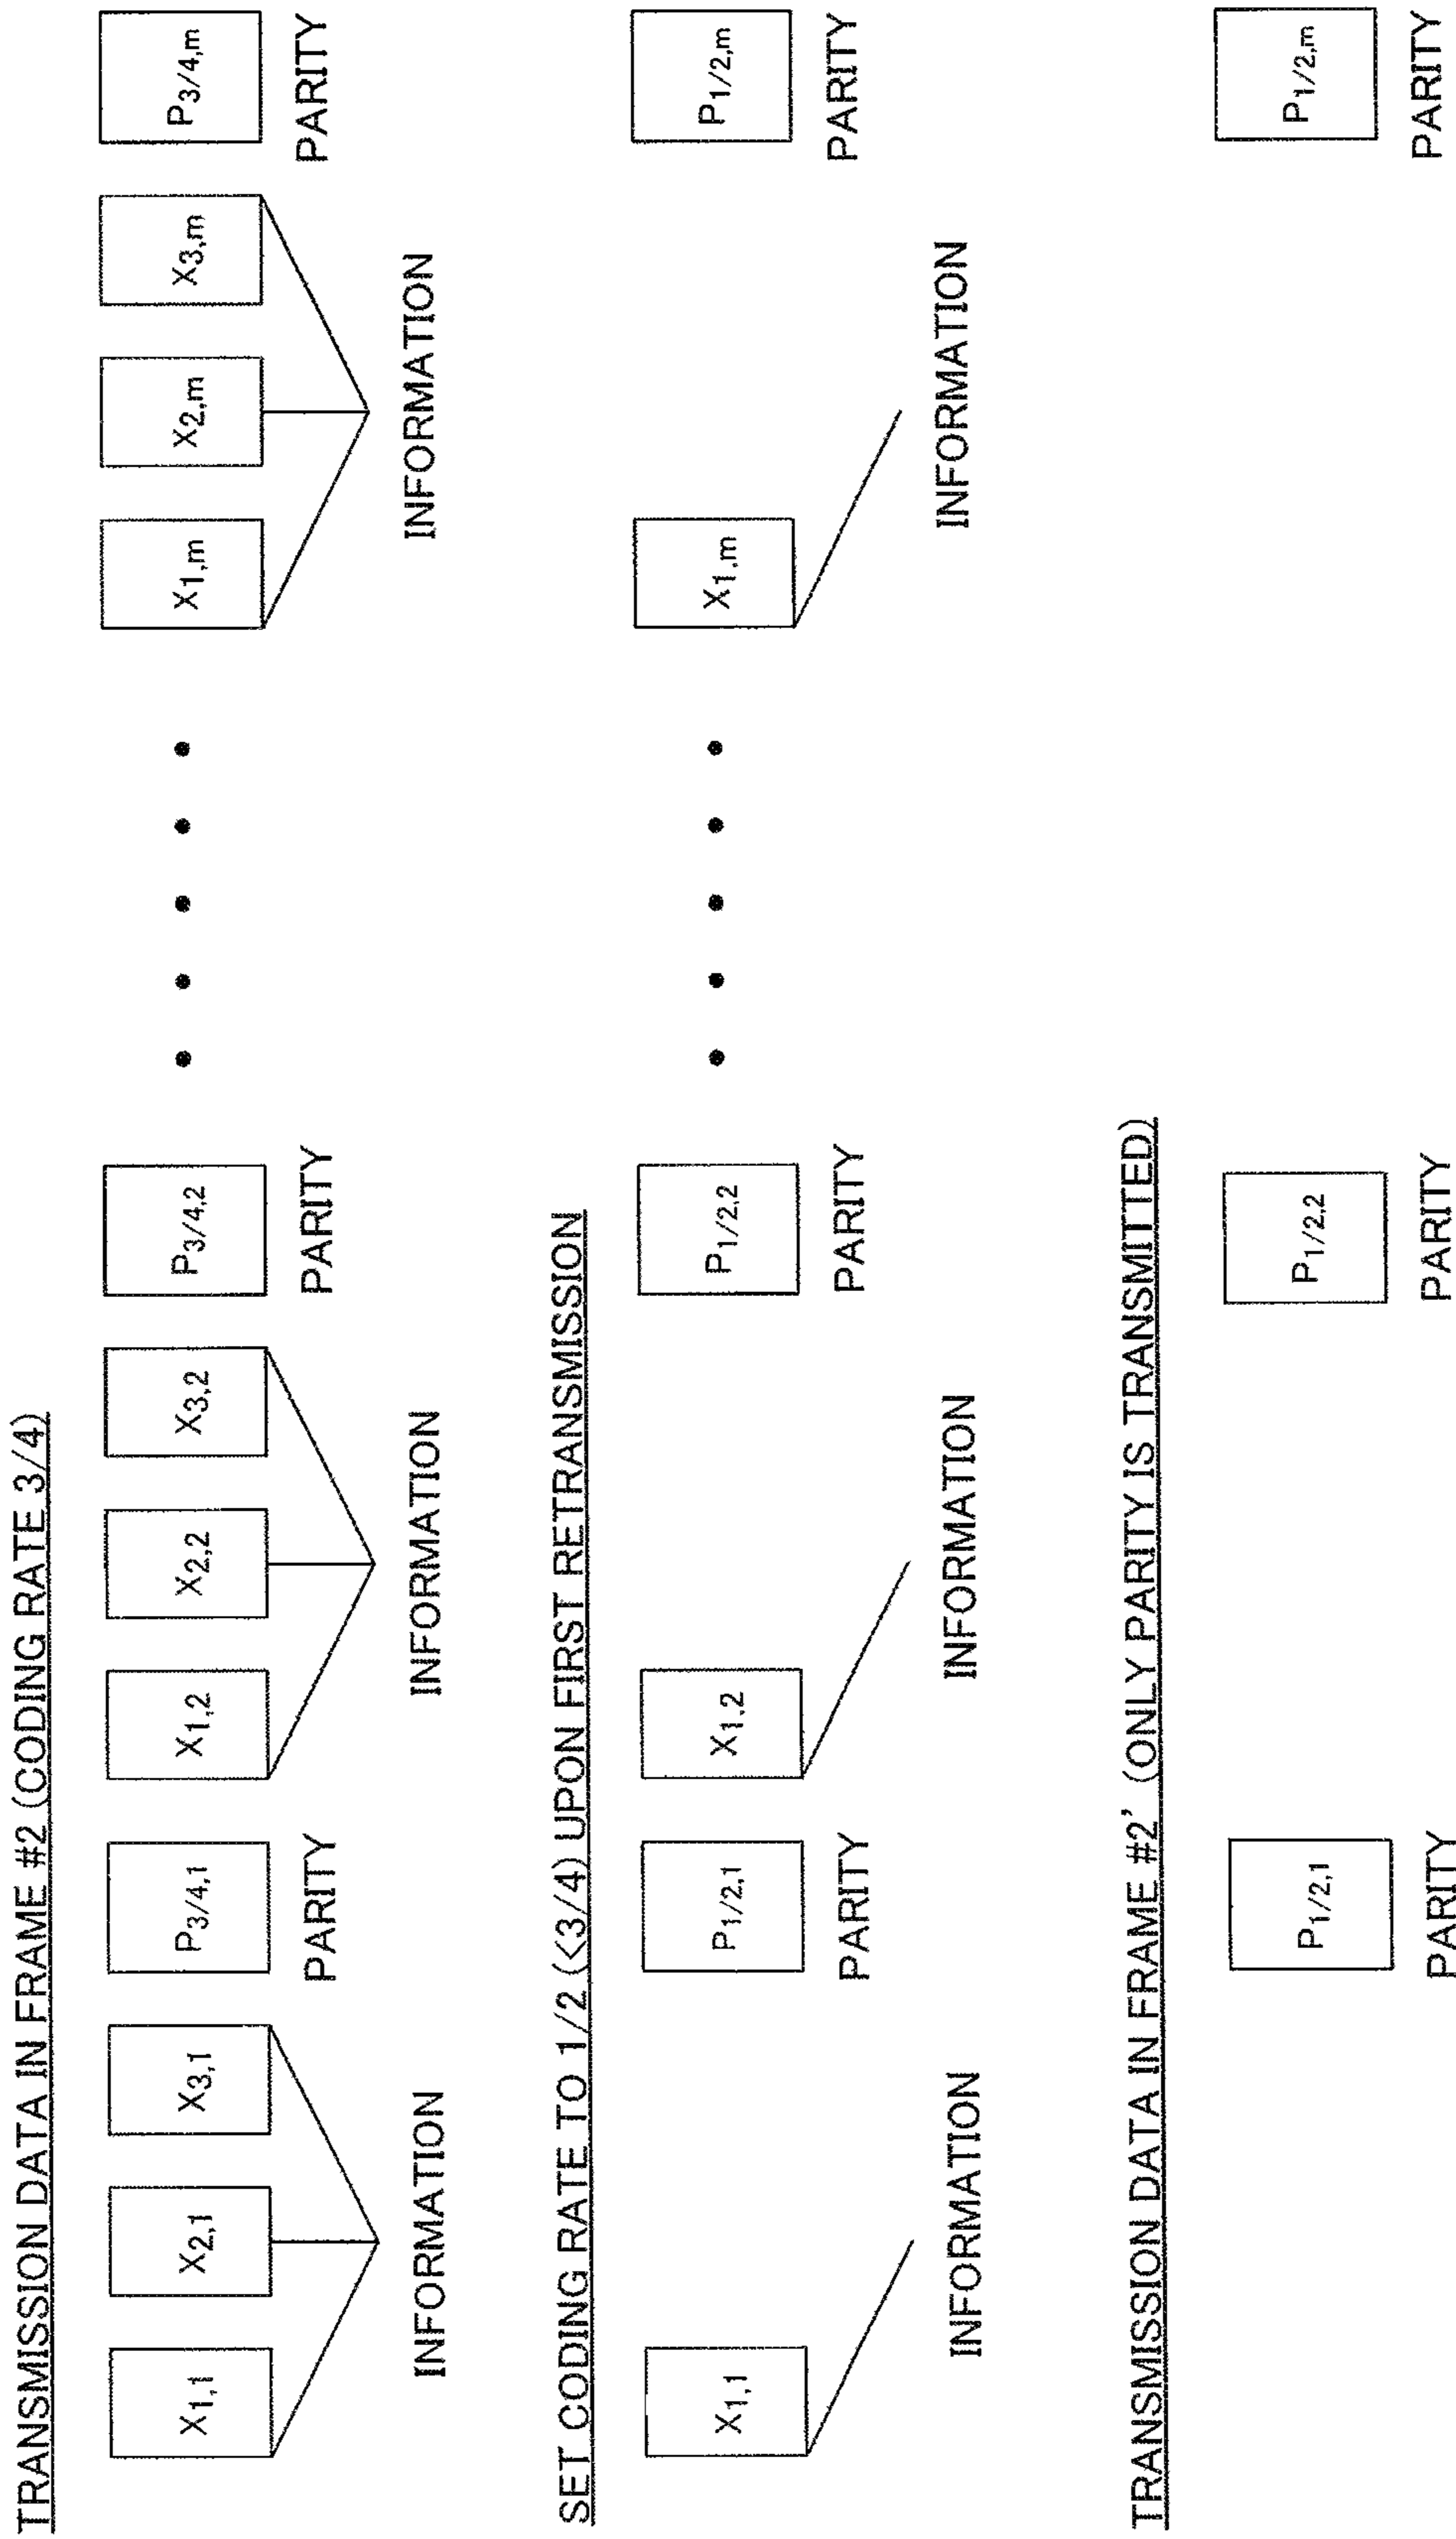 TRANSMISSION DATA IN FRAME #2 (CODING RATE 3/4)
X1,1 X2,1 X3,1 P3/4,1 X1,2 X2,2 X3,2 P3/4,2 • • • • • X1,m X2,m X3,m P3/4,m
PARITY PARITY PARITY
INFORMATION INFORMATION INFORMATION
SET CODING RATE TO 1/2 (<3/4) UPON FIRST RETRANSMISSION
X1,1 P1/2,1 X1,2 P1/2,2 • • • • • X1,m P1/2,m
PARITY PARITY PARITY
INFORMATION INFORMATION INFORMATION
TRANSMISSION DATA IN FRAME #2' (ONLY PARITY IS TRANSMITTED)
P1/2,1 P1/2,2 P1/2,m
PARITY PARITY PARITY